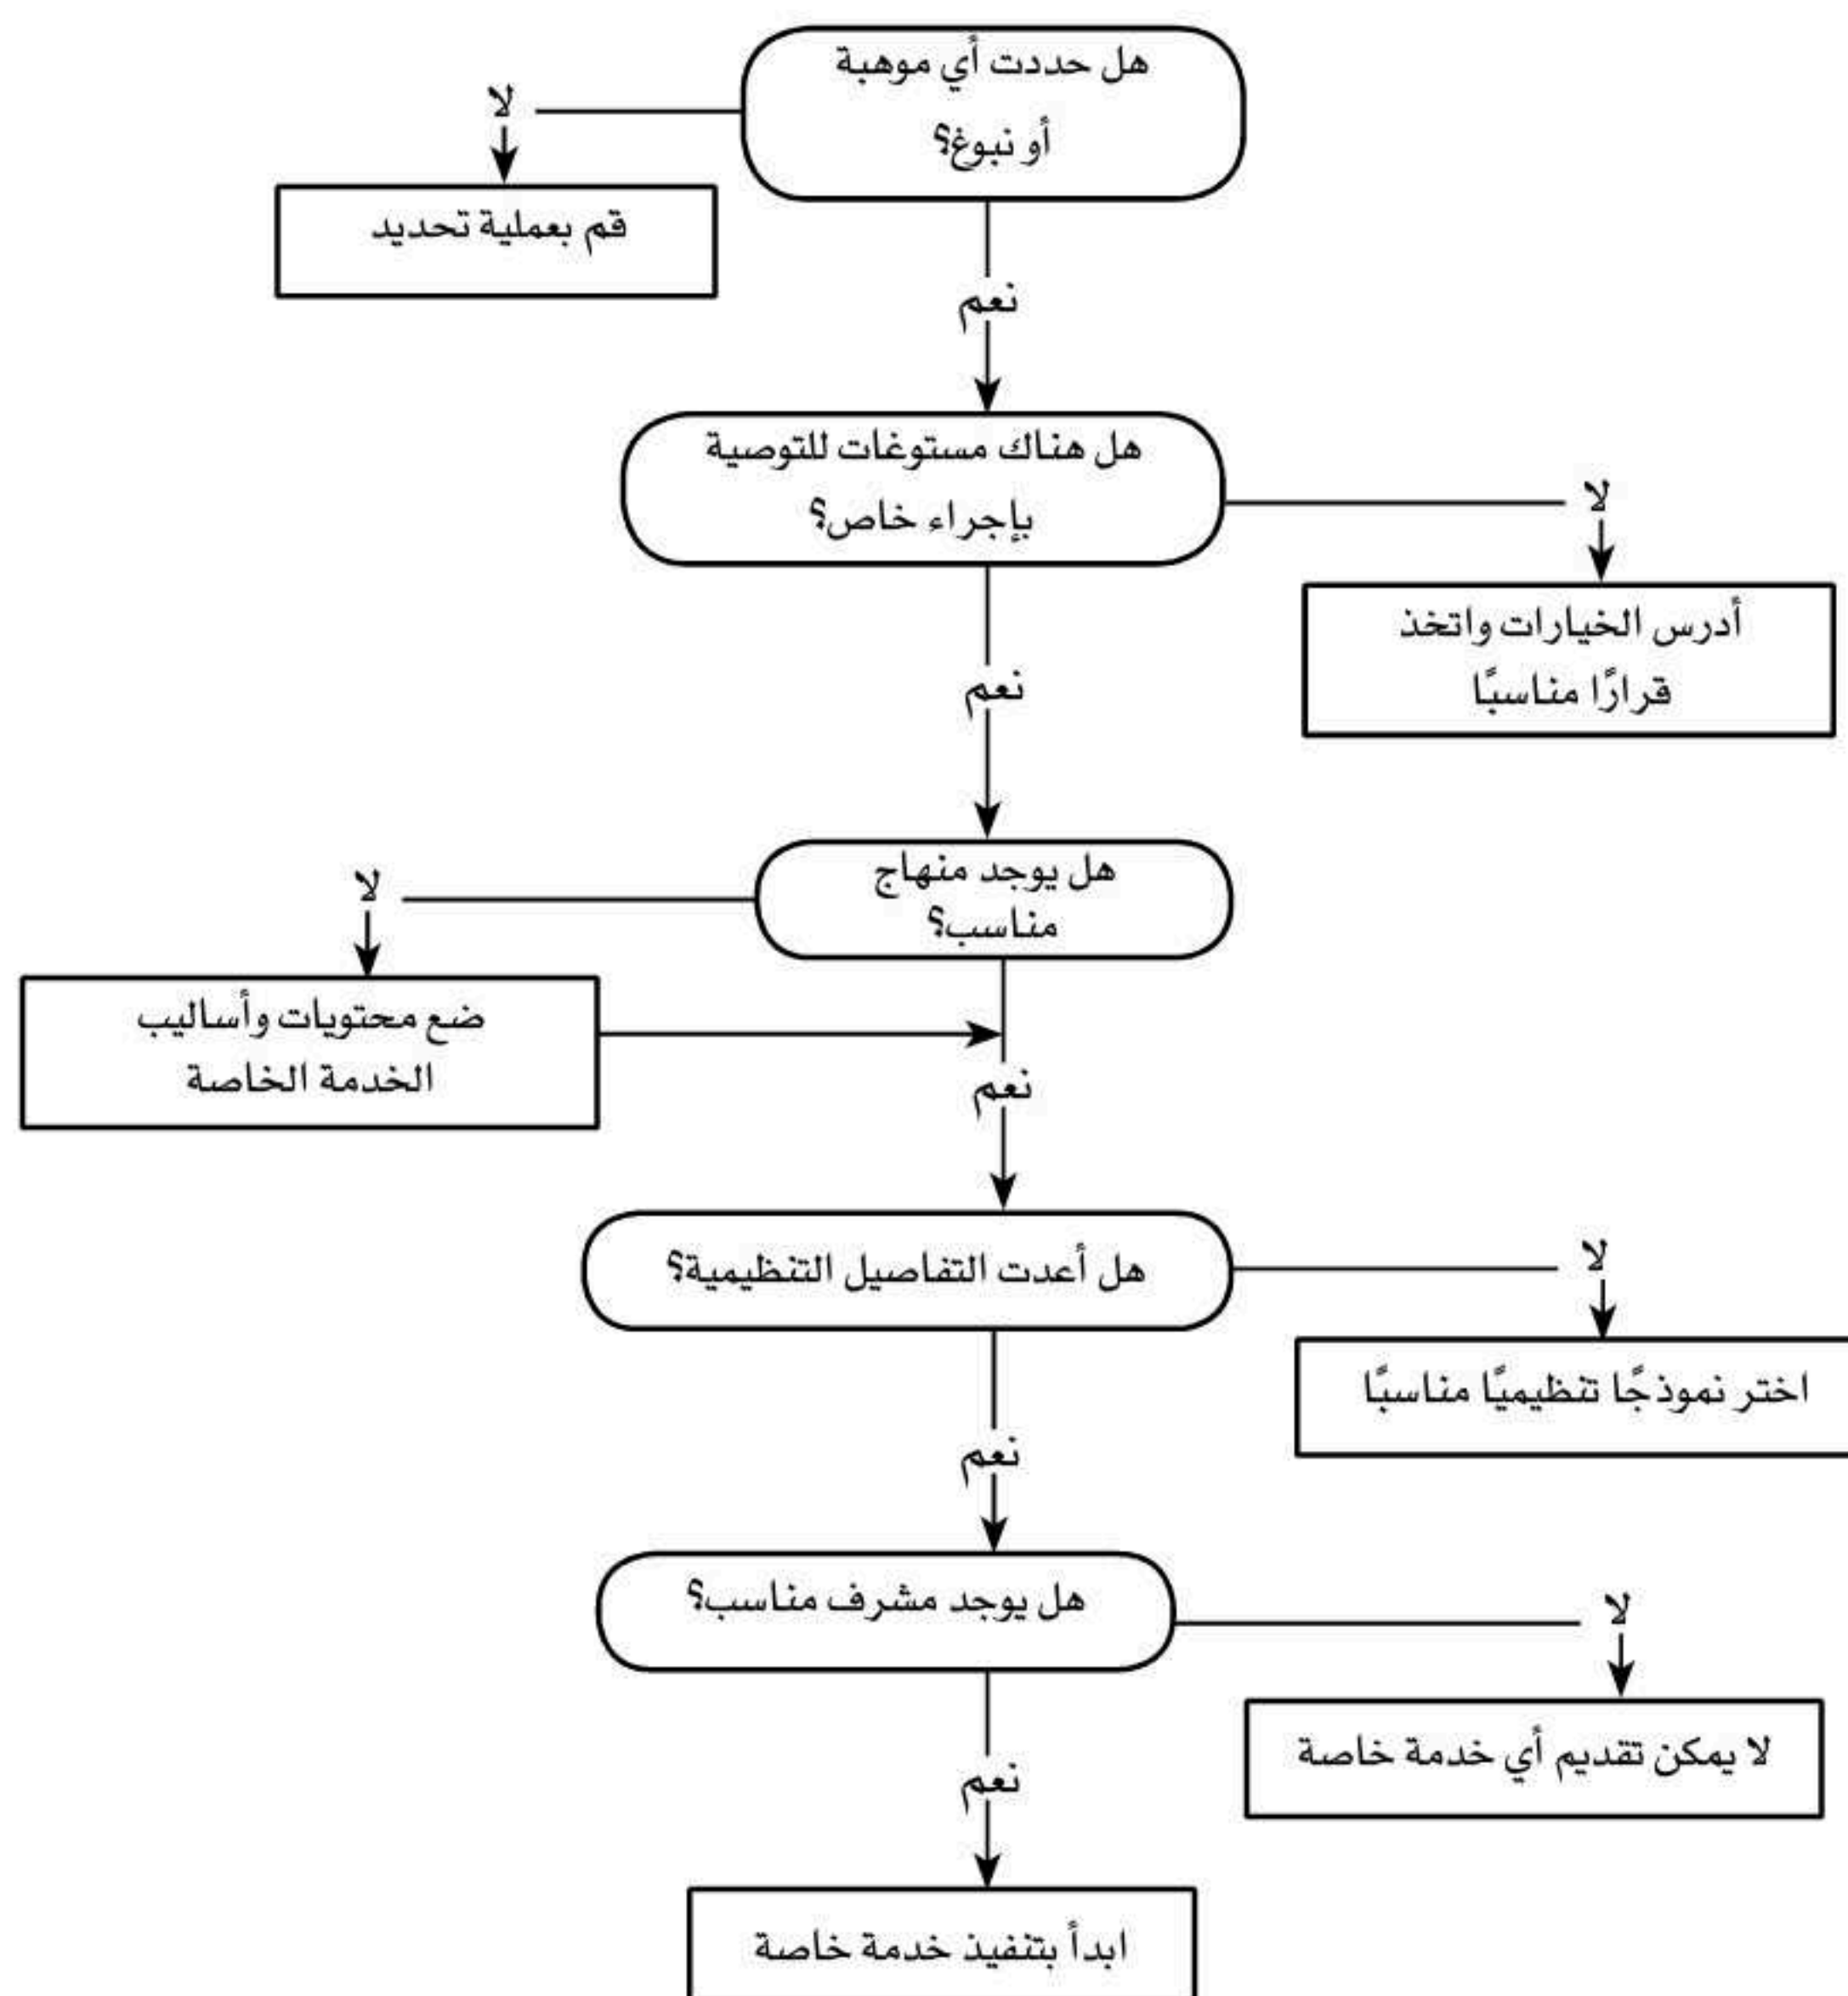 هل حددت أي موهبة
أو نبوغ؟
لا
قم بعملية تحديد
نعم
هل هناك مستوغات للتوصية
بإجراء خاص؟
لا
أدرس الخيارات واتخذ
قرارًا مناسبًا
نعم
هل يوجد منهاج
مناسب؟
لا
ضع محتويات وأساليب
الخدمة الخاصة
نعم
هل أعدت التفاصيل التنظيمية؟
لا
اختر نموذجًا تنظيميًا مناسبًا
نعم
هل يوجد مشرف مناسب؟
لا
لا يمكن تقديم أي خدمة خاصة
نعم
ابدأ بتنفيذ خدمة خاصة